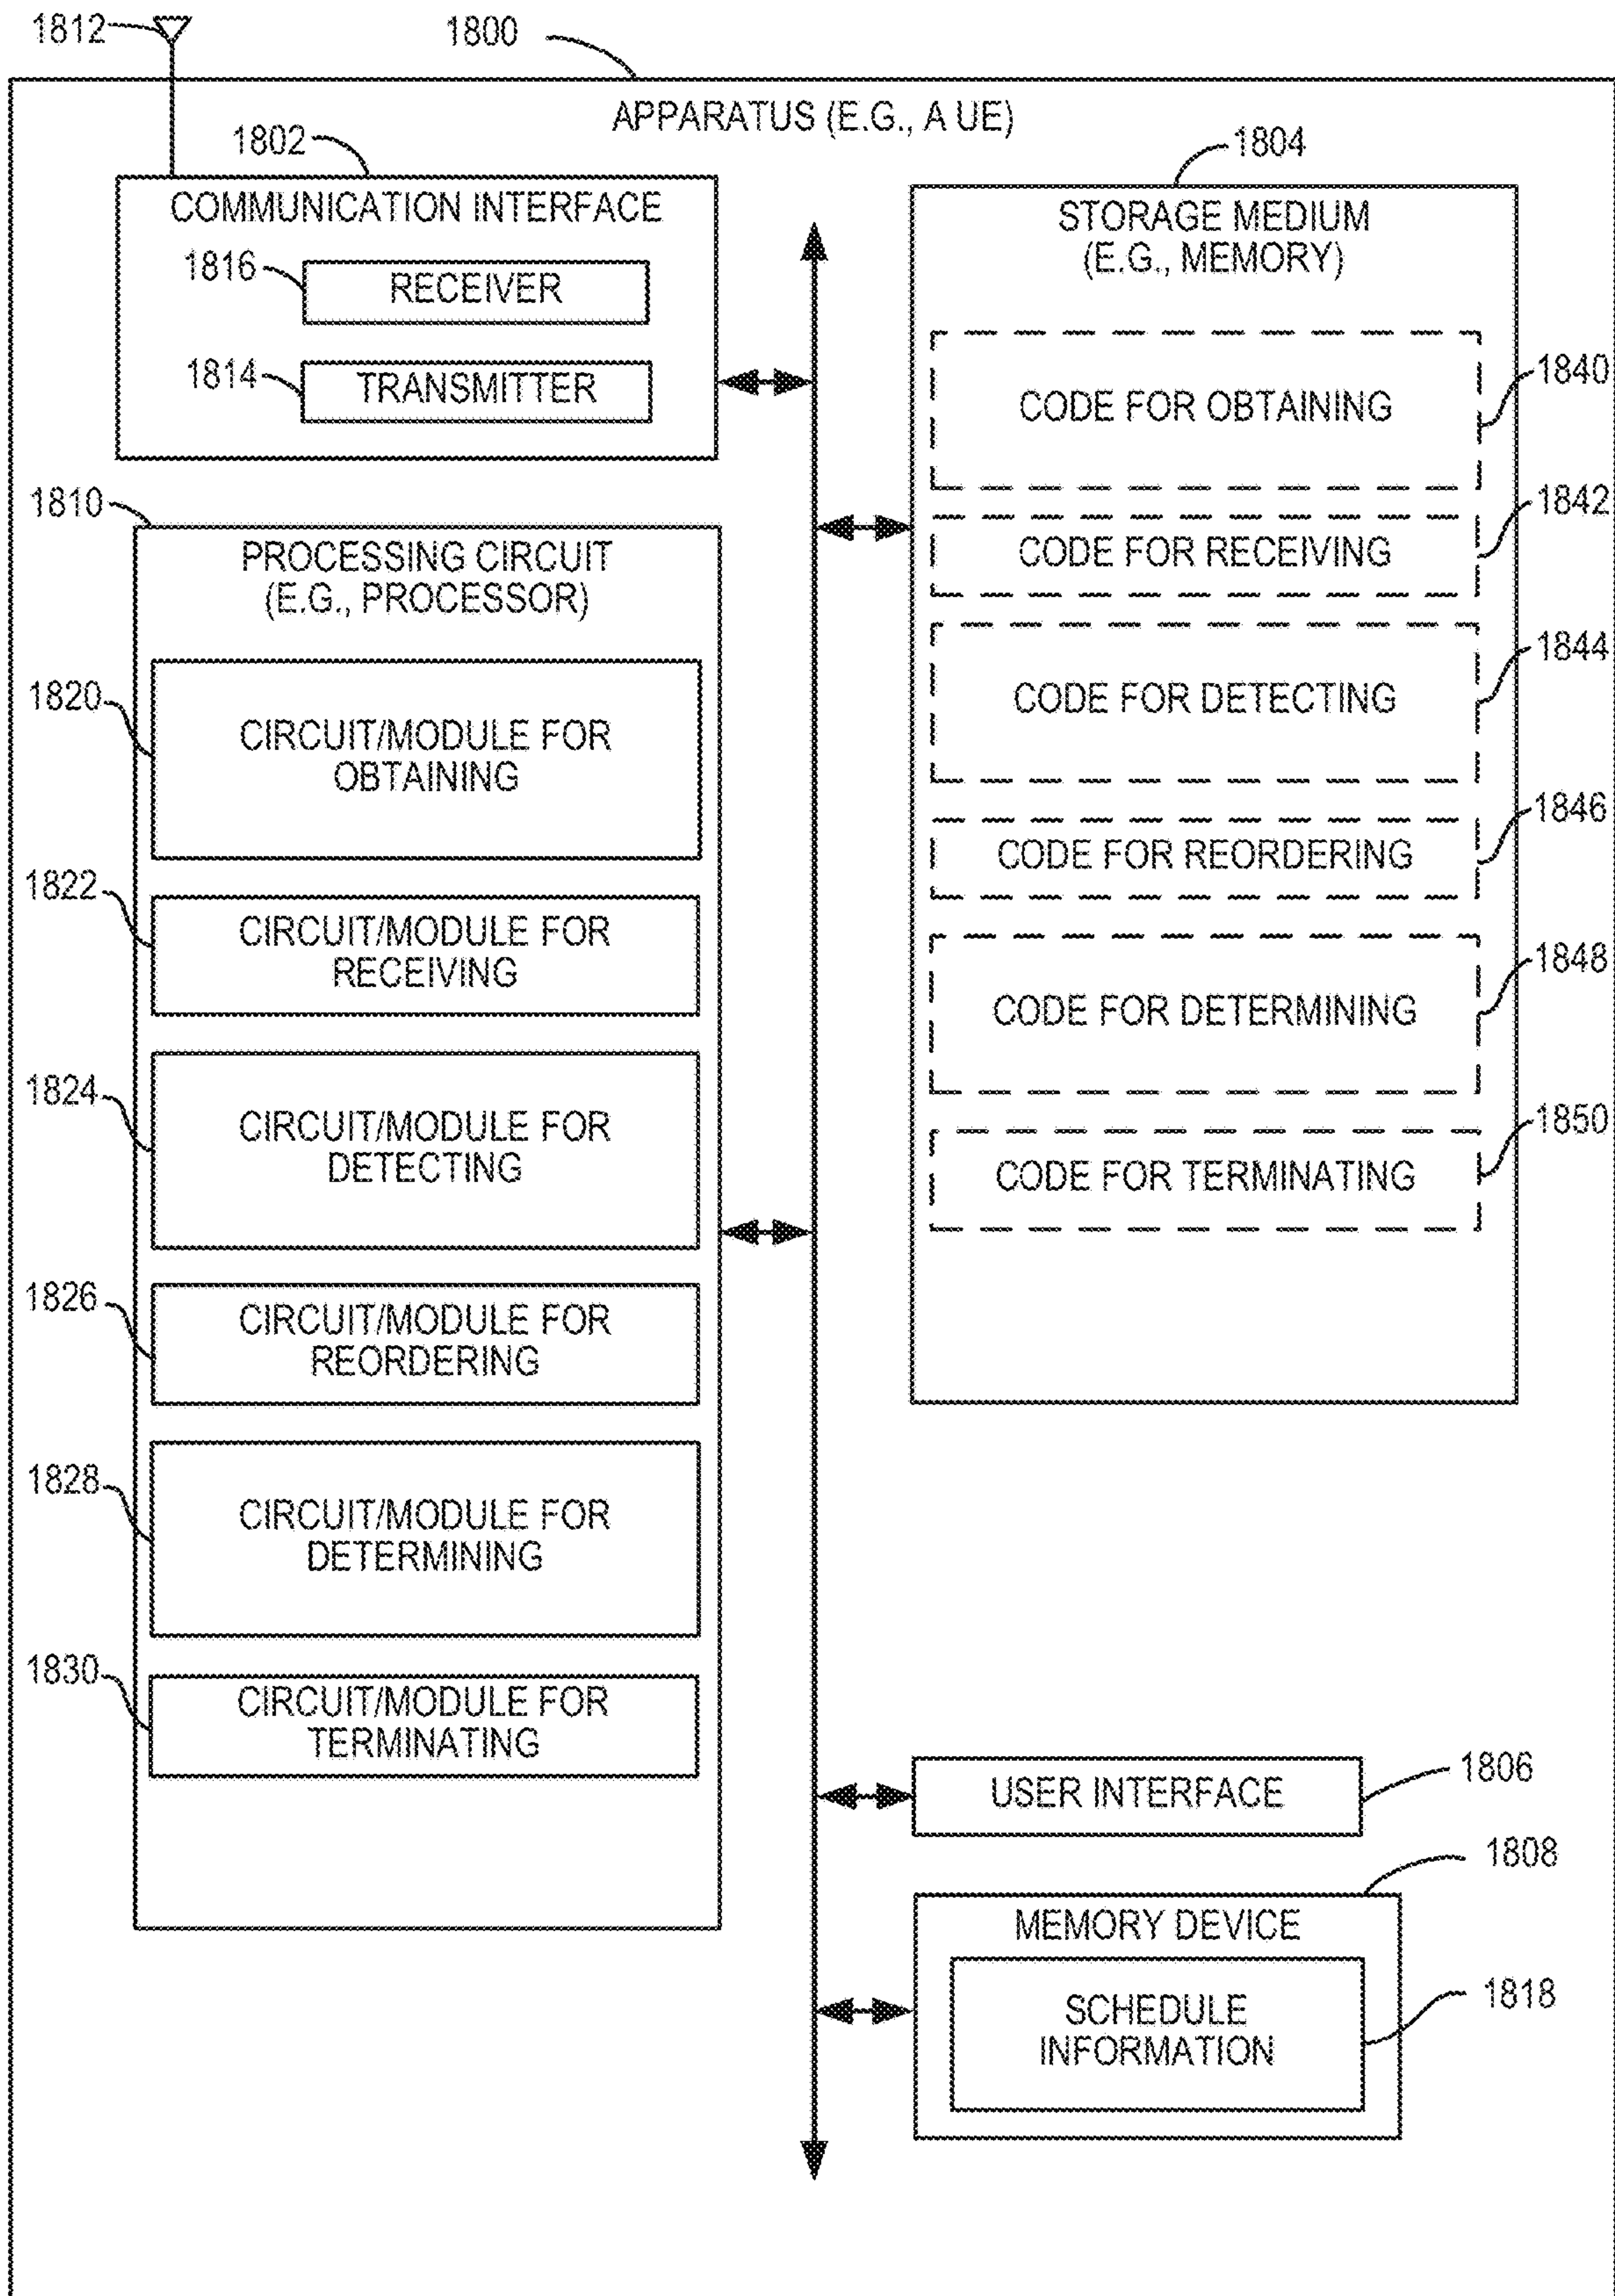 1812
1800
APPARATUS (E.G., A UE)
1802
COMMUNICATION INTERFACE
1816
RECEIVER
1814
TRANSMITTER
1810
PROCESSING CIRCUIT
(E.G., PROCESSOR)
1820
CIRCUIT/MODULE FOR
OBTAINING
1822
CIRCUIT/MODULE FOR
RECEIVING
1824
CIRCUIT/MODULE FOR
DETECTING
1826
CIRCUIT/MODULE FOR
REORDERING
1828
CIRCUIT/MODULE FOR
DETERMINING
1830
CIRCUIT/MODULE FOR
TERMINATING
1804
STORAGE MEDIUM
(E.G., MEMORY)
CODE FOR OBTAINING
1840
CODE FOR RECEIVING
1842
CODE FOR DETECTING
1844
CODE FOR REORDERING
1846
CODE FOR DETERMINING
1848
CODE FOR TERMINATING
1850
USER INTERFACE
1806
1808
MEMORY DEVICE
SCHEDULE
INFORMATION
1818